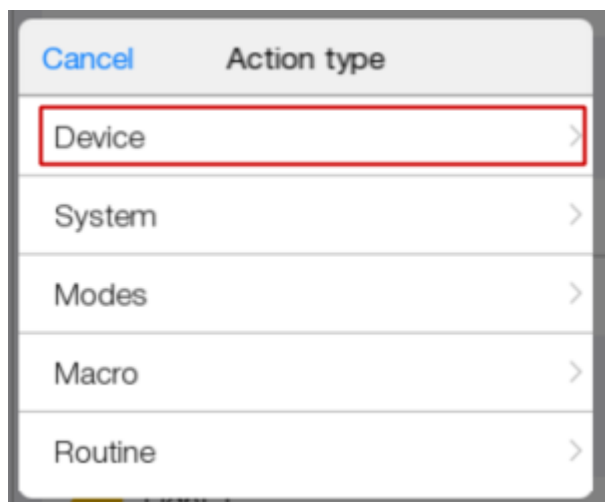 Cancel Action type
Device
System
Modes
Macro
Routine